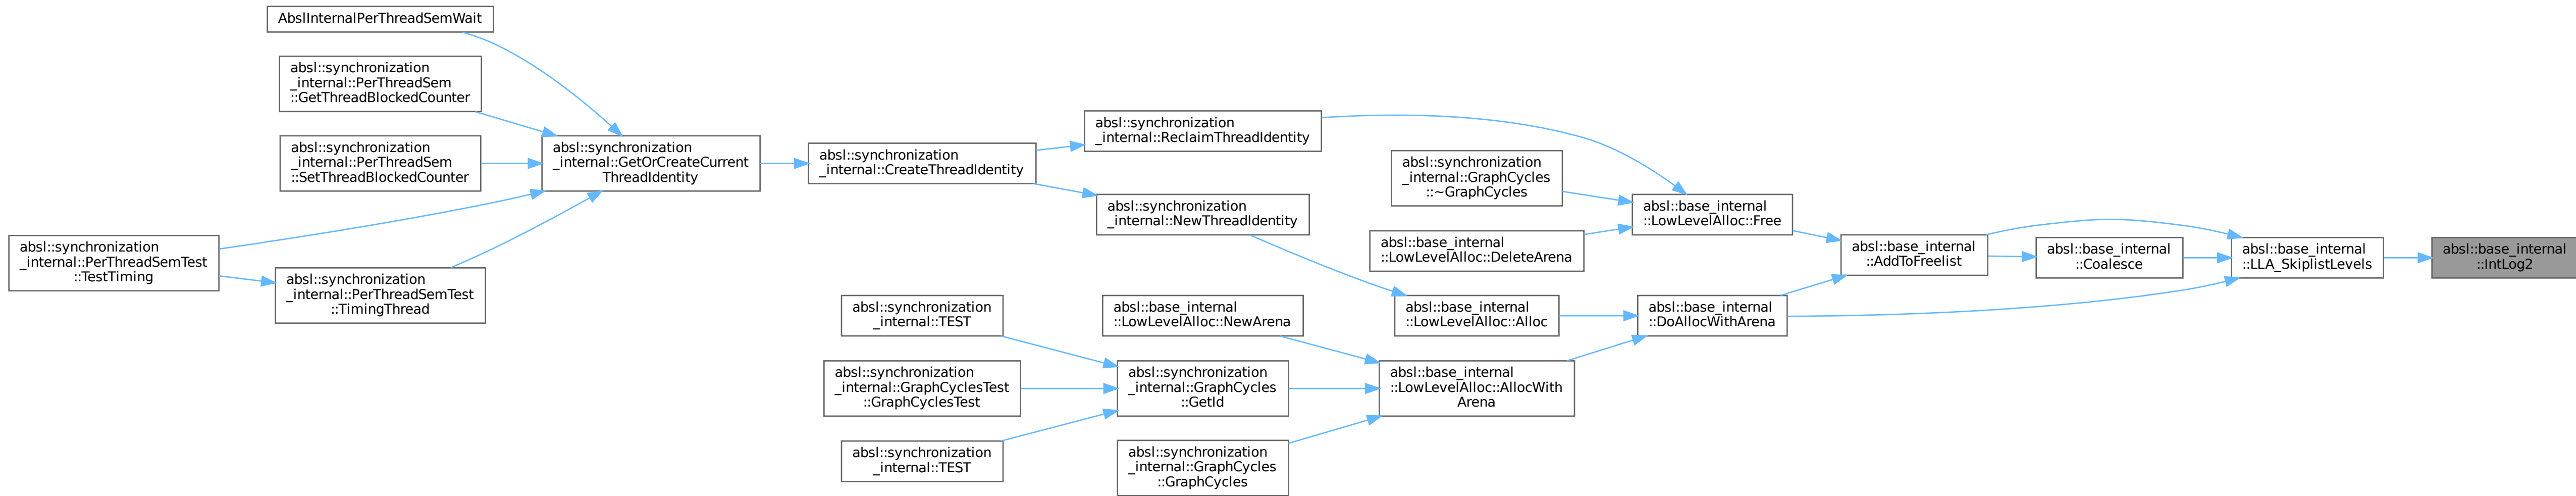 AbslInternalPerThreadSemWait
absl::synchronization
_internal::PerThreadSem
::GetThreadBlockedCounter
absl::synchronization
_internal::PerThreadSem
::SetThreadBlockedCounter
absl::synchronization
_internal::PerThreadSemTest
::TestTiming
absl::synchronization
_internal::PerThreadSemTest
::TimingThread
absl::synchronization
_internal::GetOrCreateCurrent
ThreadIdentity
absl::synchronization
_internal::CreateThreadIdentity
absl::synchronization
_internal::ReclaimThreadIdentity
absl::synchronization
_internal::NewThreadIdentity
absl::synchronization
_internal::TEST
absl::synchronization
_internal::GraphCyclesTest
::GraphCyclesTest
absl::synchronization
_internal::TEST
absl::base_internal
::LowLevelAlloc::NewArena
absl::synchronization
_internal::GraphCycles
::GetId
absl::synchronization
_internal::GraphCycles
::GraphCycles
absl::synchronization
_internal::GraphCycles
::~GraphCycles
absl::base_internal
::LowLevelAlloc::DeleteArena
absl::base_internal
::LowLevelAlloc::Alloc
absl::base_internal
::LowLevelAlloc::AllocWith
Arena
absl::base_internal
::LowLevelAlloc::Free
absl::base_internal
::DoAllocWithArena
absl::base_internal
::AddToFreelist
absl::base_internal
::Coalesce
absl::base_internal
::LLA_SkiplistLevels
absl::base_internal
::IntLog2